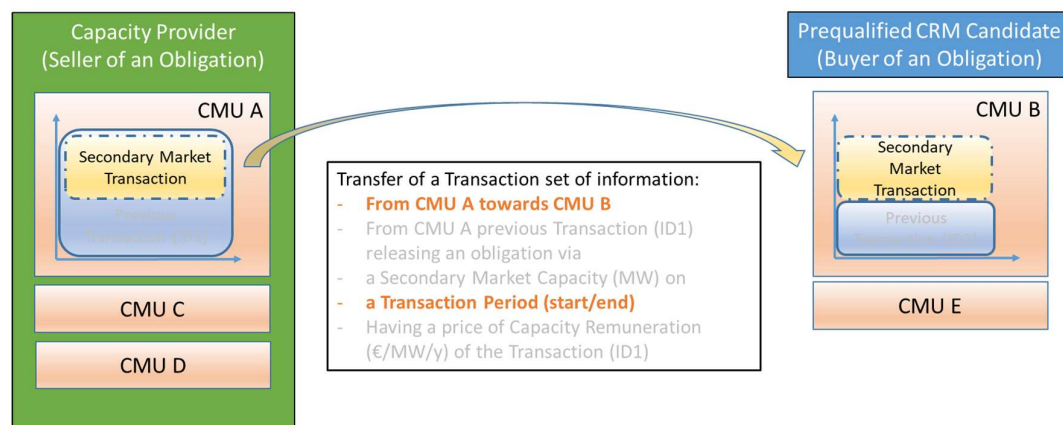 Capacity Provider
(Seller of an Obligation)
CMU A
Secondary Market
Transaction
Previous
CMU C
CMU D
Transfer of a Transaction set of information:
- From CMU A towards CMU B
- From CMU A previous Transaction (ID1)
releasing an obligation via
- a Secondary Market Capacity (MW) on
- a Transaction Period (start/end)
- Having a price of Capacity Remuneration
(€/MW/y) of the Transaction (ID1)
Prequalified CRM Candidate
(Buyer of an Obligation)
CMU B
Secondary
Market
Transaction
Previous
CMU E